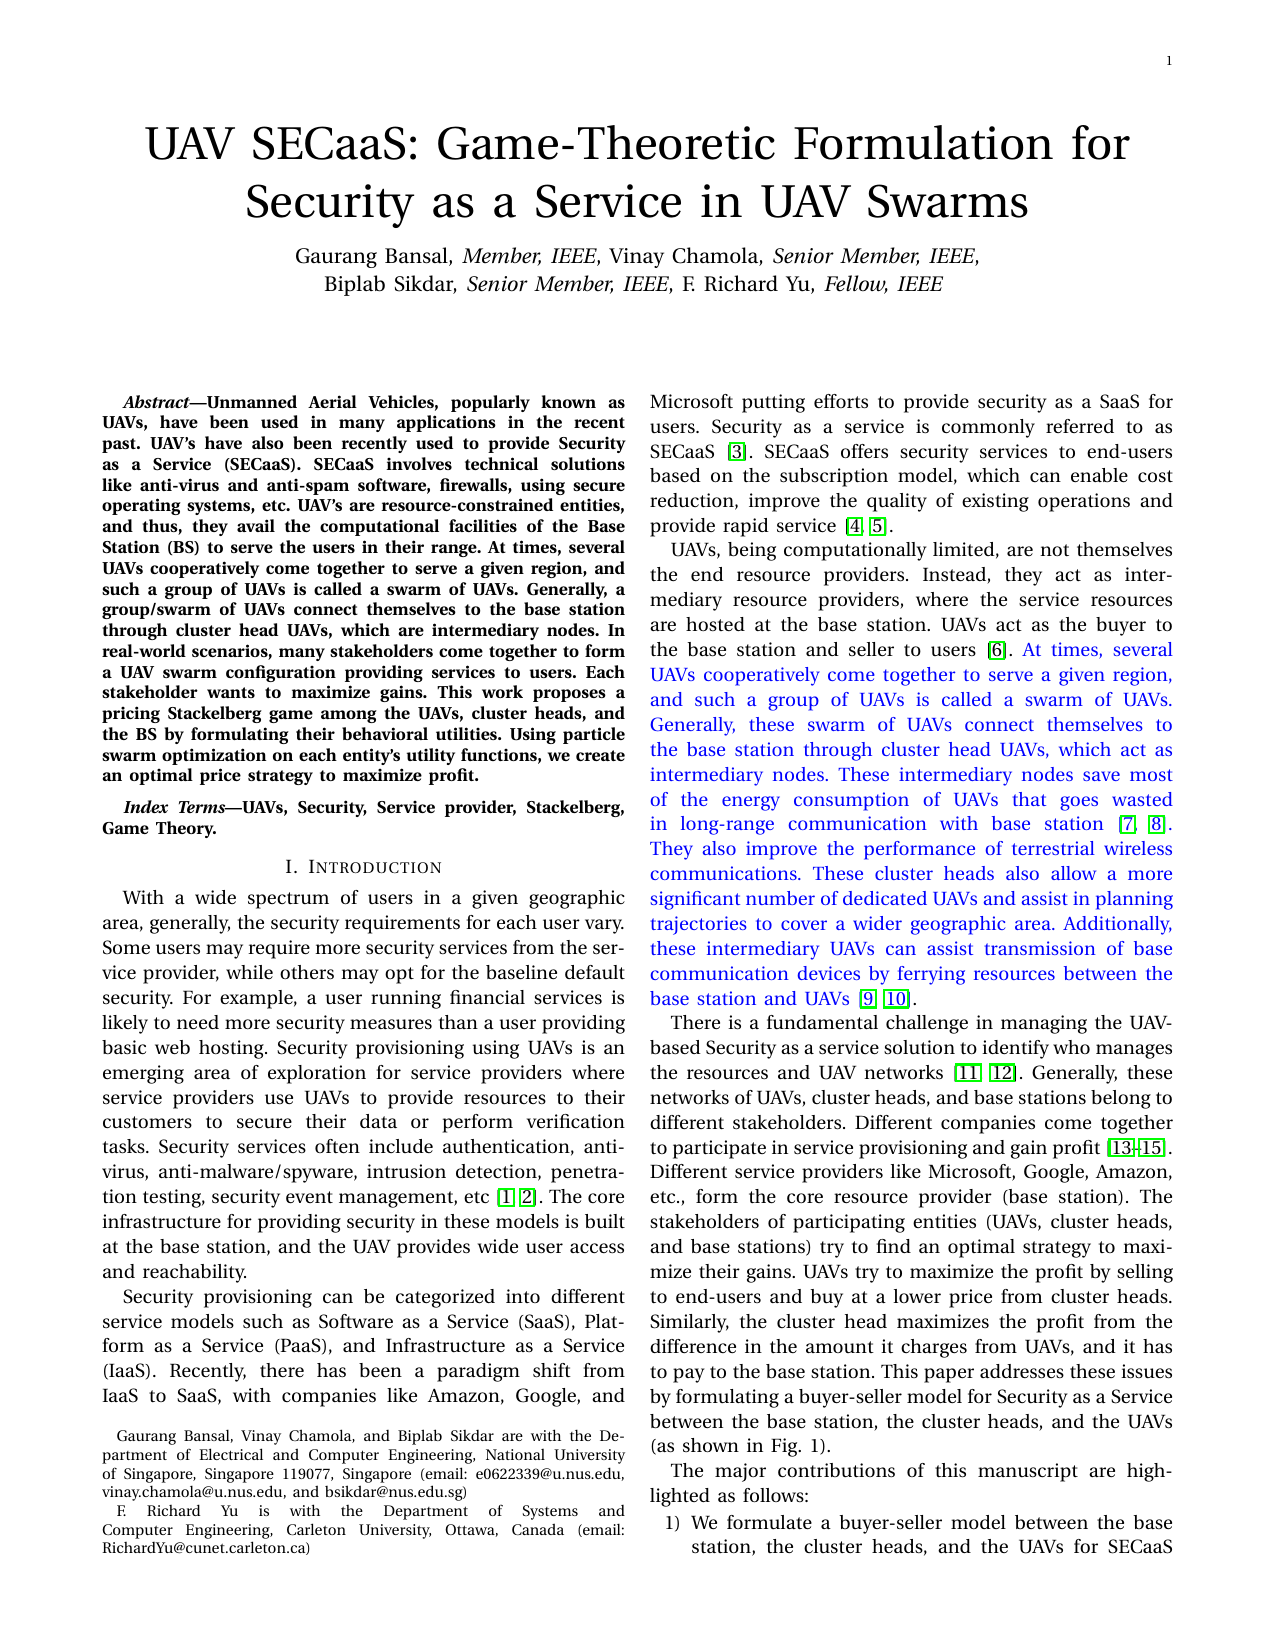 1
UAV SECaaS: Game-Theoretic Formulation for
Security as a Service in UAV Swarms
Gaurang Bansal, Member, IEEE, Vinay Chamola, Senior Member, IEEE,
Biplab Sikdar, Senior Member, IEEE, F. Richard Yu, Fellow, IEEE
Abstract—Unmanned Aerial Vehicles, popularly known as
UAVs, have been used in many applications in the recent
past. UAV's have also been recently used to provide Security
as a Service (SECaaS). SECaaS involves technical solutions
like anti-virus and anti-spam software, firewalls, using secure
operating systems, etc. UAV's are resource-constrained entities,
and thus, they avail the computational facilities of the Base
Station (BS) to serve the users in their range. At times, several
UAVs cooperatively come together to serve a given region, and
such a group of UAVs is called a swarm of UAVs. Generally, a
group/swarm of UAVs connect themselves to the base station
through cluster head UAVs, which are intermediary nodes. In
real-world scenarios, many stakeholders come together to form
a UAV swarm configuration providing services to users. Each
stakeholder wants to maximize gains. This work proposes a
pricing Stackelberg game among the UAVs, cluster heads, and
the BS by formulating their behavioral utilities. Using particle
swarm optimization on each entity's utility functions, we create
an optimal price strategy to maximize profit.
Index Terms—UAVs, Security, Service provider, Stackelberg,
Game Theory.
I. INTRODUCTION
With a wide spectrum of users in a given geographic
area, generally, the security requirements for each user vary.
Some users may require more security services from the ser-
vice provider, while others may opt for the baseline default
security. For example, a user running financial services is
likely to need more security measures than a user providing
basic web hosting. Security provisioning using UAVs is an
emerging area of exploration for service providers where
service providers use UAVs to provide resources to their
customers to secure their data or perform verification
tasks. Security services often include authentication, anti-
virus, anti-malware/spyware, intrusion detection, penetra-
tion testing, security event management, etc [1, 2]. The core
infrastructure for providing security in these models is built
at the base station, and the UAV provides wide user access
and reachability.
Security provisioning can be categorized into different
service models such as Software as a Service (SaaS), Plat-
form as a Service (PaaS), and Infrastructure as a Service
(IaaS). Recently, there has been a paradigm shift from
IaaS to SaaS, with companies like Amazon, Google, and
Gaurang Bansal, Vinay Chamola, and Biplab Sikdar are with the De-
partment of Electrical and Computer Engineering, National University
of Singapore, Singapore 119077, Singapore (email: e0622339@u.nus.edu,
vinay.chamola@u.nus.edu, and bsikdar@nus.edu.sg)
F. Richard Yu is with the Department of Systems and
Computer Engineering, Carleton University, Ottawa, Canada (email:
RichardYu@cunet.carleton.ca)
Microsoft putting efforts to provide security as a SaaS for
users. Security as a service is commonly referred to as
SECaaS [3]. SECaaS offers security services to end-users
based on the subscription model, which can enable cost
reduction, improve the quality of existing operations and
provide rapid service [4, 5].
UAVs, being computationally limited, are not themselves
the end resource providers. Instead, they act as inter-
mediary resource providers, where the service resources
are hosted at the base station. UAVs act as the buyer to
the base station and seller to users [6]. At times, several
UAVs cooperatively come together to serve a given region,
and such a group of UAVs is called a swarm of UAVs.
Generally, these swarm of UAVs connect themselves to
the base station through cluster head UAVs, which act as
intermediary nodes. These intermediary nodes save most
of the energy consumption of UAVs that goes wasted
in long-range communication with base station [7, 8].
They also improve the performance of terrestrial wireless
communications. These cluster heads also allow a more
significant number of dedicated UAVs and assist in planning
trajectories to cover a wider geographic area. Additionally,
these intermediary UAVs can assist transmission of base
communication devices by ferrying resources between the
base station and UAVs [9, 10].
There is a fundamental challenge in managing the UAV-
based Security as a service solution to identify who manages
the resources and UAV networks [11, 12]. Generally, these
networks of UAVs, cluster heads, and base stations belong to
different stakeholders. Different companies come together
to participate in service provisioning and gain profit [13–15].
Different service providers like Microsoft, Google, Amazon,
etc., form the core resource provider (base station). The
stakeholders of participating entities (UAVs, cluster heads,
and base stations) try to find an optimal strategy to maxi-
mize their gains. UAVs try to maximize the profit by selling
to end-users and buy at a lower price from cluster heads.
Similarly, the cluster head maximizes the profit from the
difference in the amount it charges from UAVs, and it has
to pay to the base station. This paper addresses these issues
by formulating a buyer-seller model for Security as a Service
between the base station, the cluster heads, and the UAVs
(as shown in Fig. 1).
The major contributions of this manuscript are high-
lighted as follows:
1) We formulate a buyer-seller model between the base
station, the cluster heads, and the UAVs for SECaaS